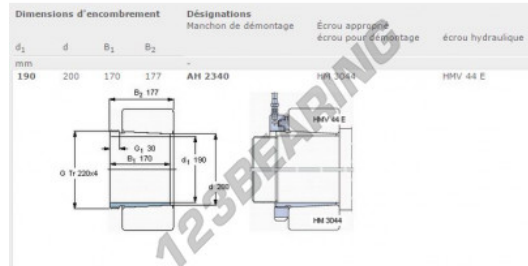 Dimensions d'encombrement Désignations
Manchon de démontage Écrou approprié
écrou pour démontage écrou hydraulique
d1 d B1 B2
mm -
190 200 170 177 AH 2340 HM 3044 HMV 44 E
B2 177
G1 30
B1 170
d1 190
G Tr 220x4
d 200
HMV 44 E
HM 3044
123BEARING